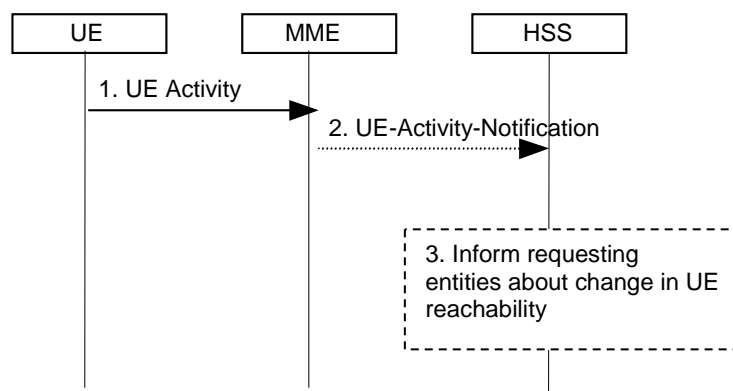 UE
MME
HSS
1. UE Activity
2. UE-Activity-Notification
3. Inform requesting
entities about change in UE
reachability